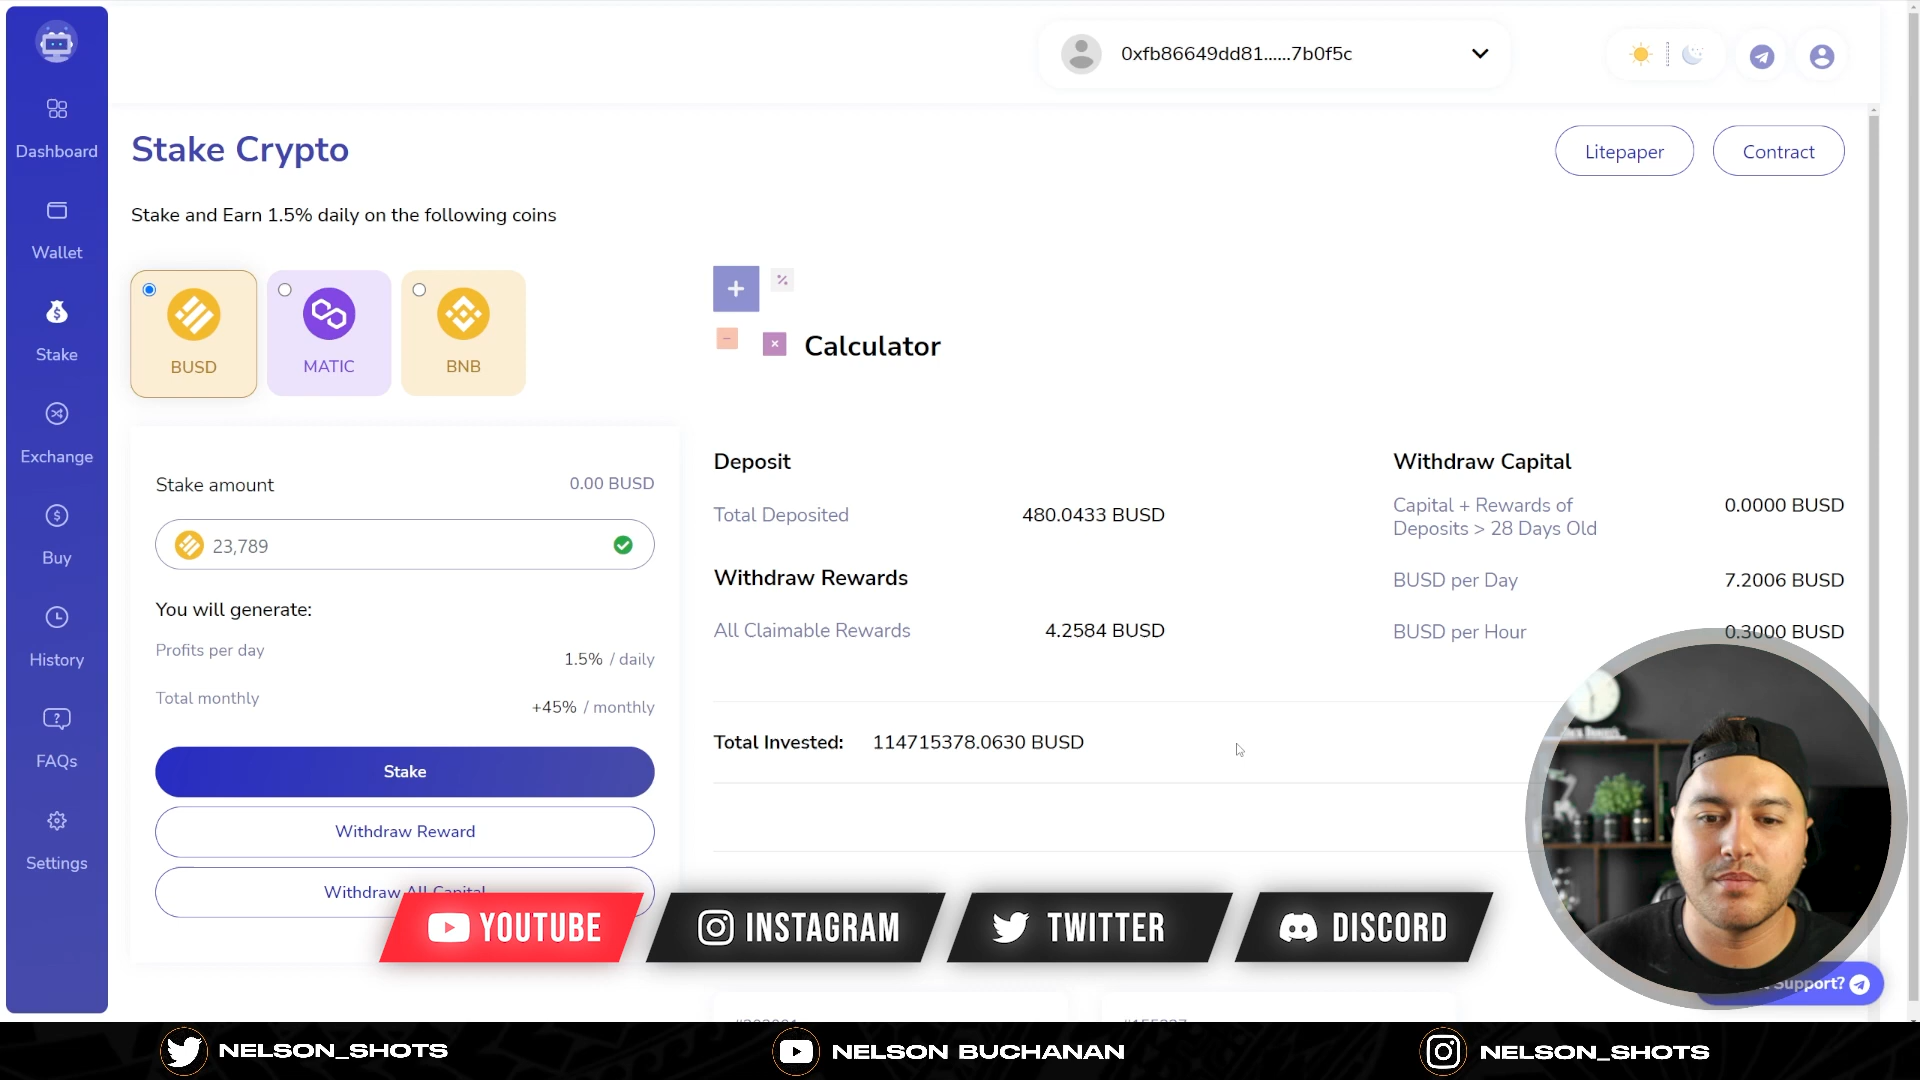 0xfb86649dd81......7b0f5c
Dashboard
Wallet
Stake
Exchange
Buy
History
FAQs
Settings
Stake Crypto
Litepaper
Contract
Stake and Earn 1.5% daily on the following coins
BUSD
MATIC
BNB
Calculator
Stake amount 0.00 BUSD
23,789
You will generate:
Profits per day 1.5% / daily
Total monthly +45% / monthly
Stake
Withdraw Reward
Withdraw All Capital
Deposit
Total Deposited 480.0433 BUSD
Withdraw Rewards
All Claimable Rewards 4.2584 BUSD
Withdraw Capital
Capital + Rewards of
Deposits > 28 Days Old 0.0000 BUSD
BUSD per Day 7.2006 BUSD
BUSD per Hour 0.3000 BUSD
Total Invested: 114715378.0630 BUSD
YOUTUBE
INSTAGRAM
TWITTER
DISCORD
Support?
NELSON_SHOTS
NELSON BUCHANAN
NELSON_SHOTS